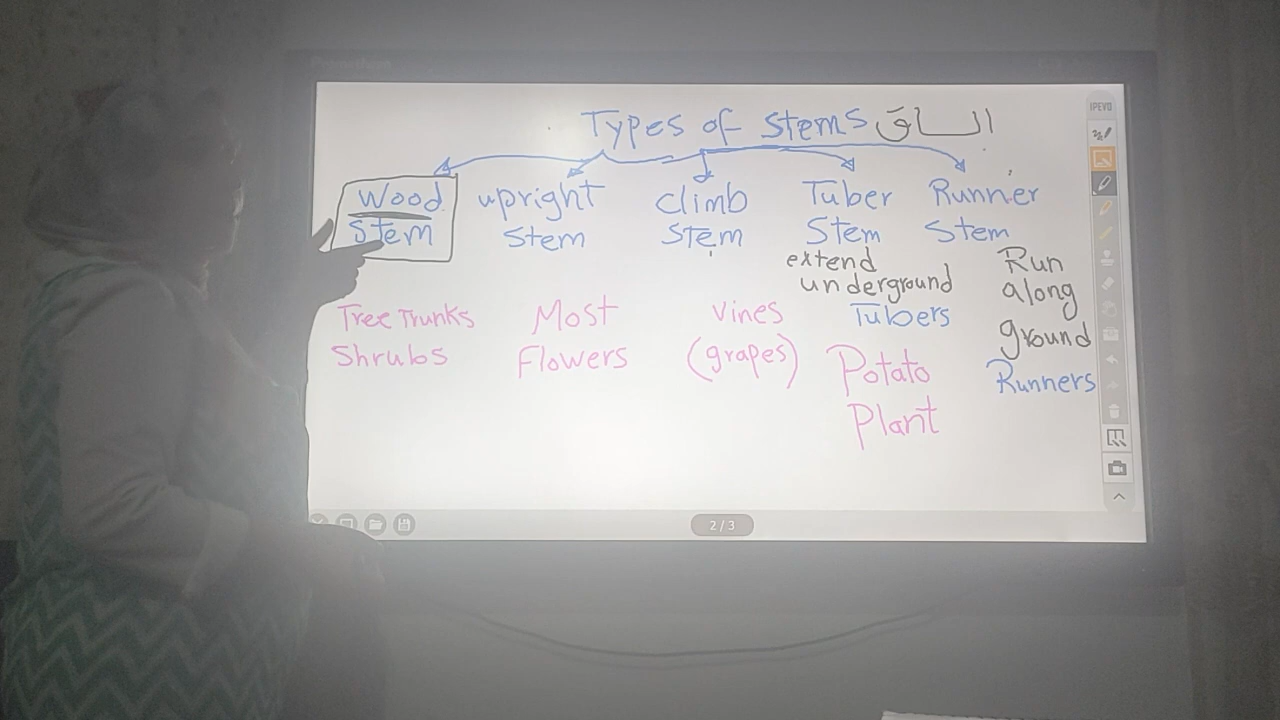 Types of stems الساق
Wood
Stem
Tree Trunks
Shrubs
upright
Stem
Most
Flowers
climb
Stem
Vines
(grapes)
Tuber
Stem
extend
underground
Tubers
Potato
Plant
Runner
Stem
Run
along
ground
Runners
IPEVO
2/3